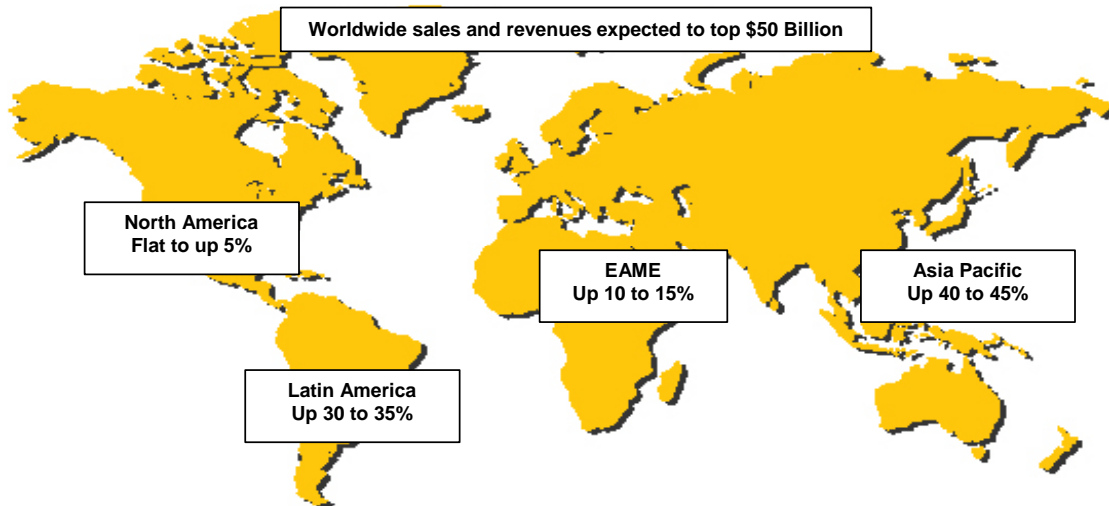 Worldwide sales and revenues expected to top $50 Billion
North America
Flat to up 5%
EAME
Up 10 to 15%
Asia Pacific
Up 40 to 45%
Latin America
Up 30 to 35%